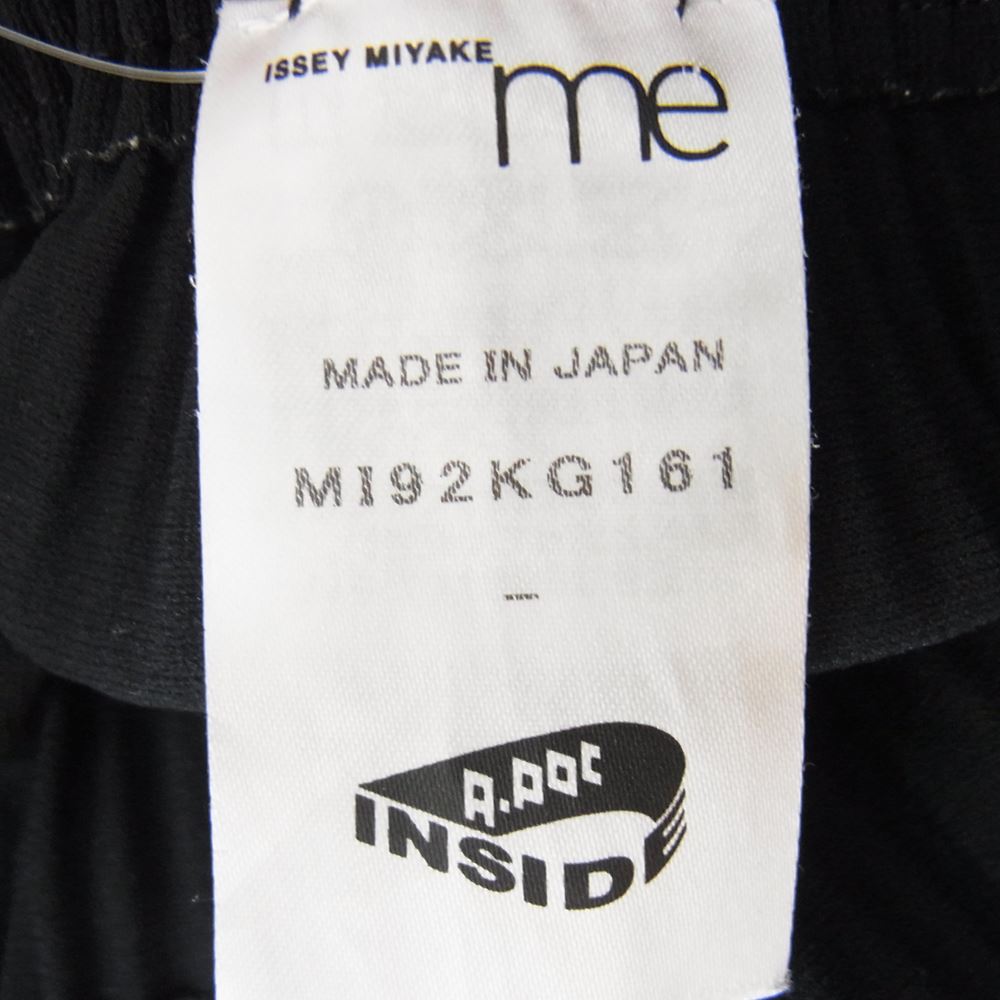 ISSEY MIYAKE me
MADE IN JAPAN
MI92KG161
-
A.POC
INSIDE